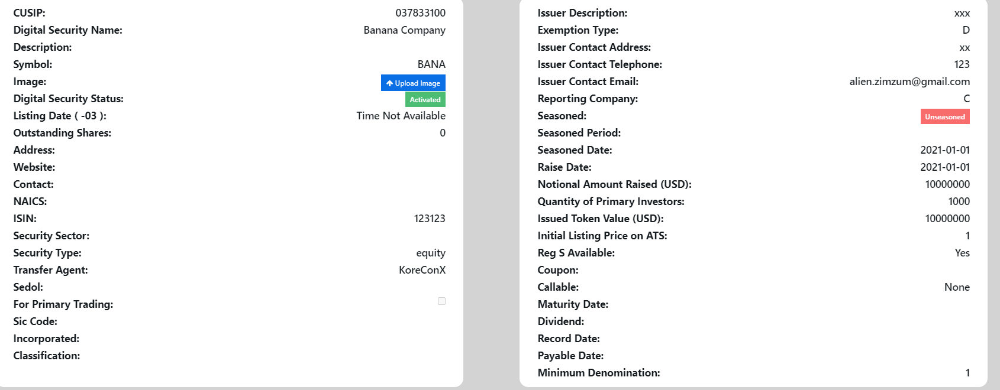 CUSIP: 037833100
Digital Security Name: Banana Company
Description:
Symbol: BANA
Image: Upload Image
Digital Security Status: Activated
Listing Date ( -03 ): Time Not Available
Outstanding Shares: 0
Address:
Website:
Contact:
NAICS:
ISIN: 123123
Security Sector:
Security Type: equity
Transfer Agent: KoreConX
Sedol:
For Primary Trading:
Sic Code:
Incorporated:
Classification:
Issuer Description: xxx
Exemption Type: D
Issuer Contact Address: xx
Issuer Contact Telephone: 123
Issuer Contact Email: alien.zimzum@gmail.com
Reporting Company: C
Seasoned: Unseasoned
Seasoned Period:
Seasoned Date: 2021-01-01
Raise Date: 2021-01-01
Notional Amount Raised (USD): 10000000
Quantity of Primary Investors: 1000
Issued Token Value (USD): 10000000
Initial Listing Price on ATS: 1
Reg S Available: Yes
Coupon:
Callable: None
Maturity Date:
Dividend:
Record Date:
Payable Date:
Minimum Denomination: 1